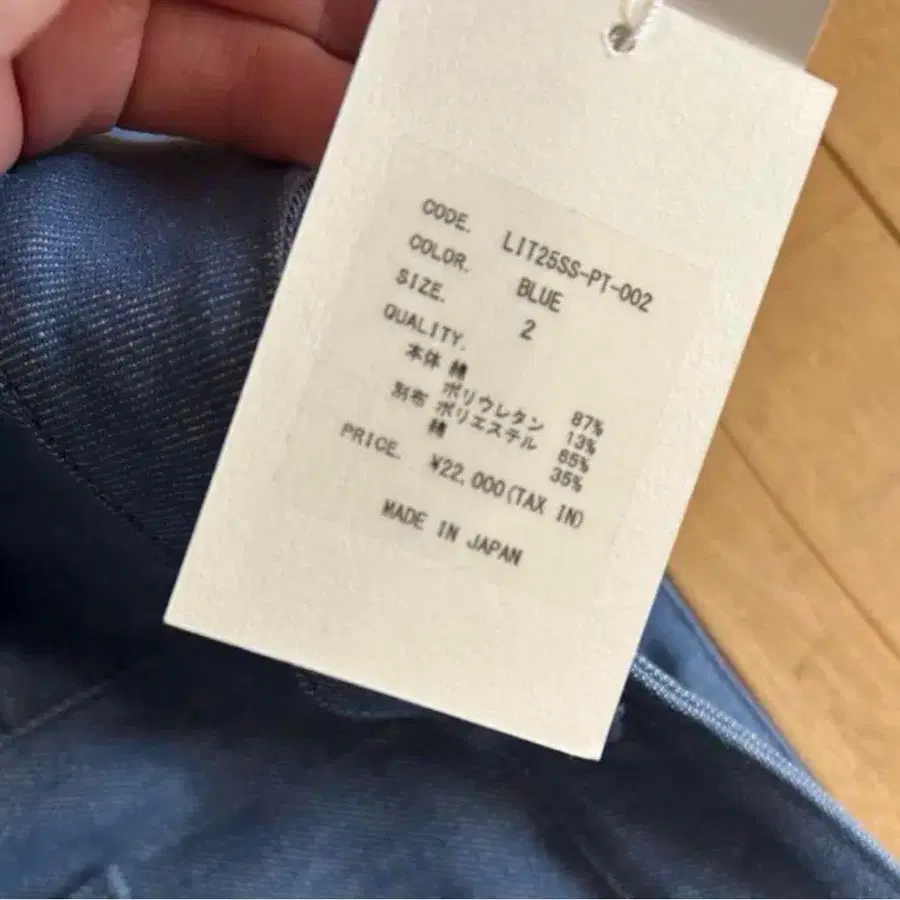 CODE. LIT25SS-PT-002
COLOR. BLUE
SIZE. 2
QUALITY.
本体 綿 87%
ポリウレタン 13%
別布 ポリエステル 65%
綿 35%
PRICE. ¥22,000(TAX IN)
MADE IN JAPAN